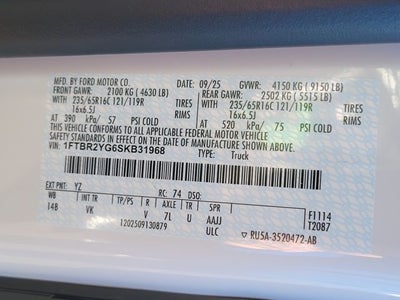 MFD. BY FORD MOTOR CO. 09/25 GVWR: 4150 KG ( 9150 LB)
FRONT GAWR: 2100 KG ( 4630 LB) REAR GAWR: 2502 KG ( 5515 LB)
WITH 235/65R16C 121/119R TIRES WITH 235/65R16C 121/119R TIRES
16x6.5J RIMS 16x6.5J RIMS
AT 390 kPa/ 57 PSI COLD AT 520 kPa/ 75 PSI COLD
THIS VEHICLE CONFORMS TO ALL APPLICABLE FEDERAL MOTOR VEHICLE
SAFETY STANDARDS IN EFFECT ON THE DATE OF MANUFACTURE SHOWN ABOVE.
VIN: 1FTBR2YG6SKB31968 TYPE: Truck
EXT PNT: YZ RC: 74 DSO:
WB INT TR TP/PS R AXLE TR SPR F1114
14B VK V 7L U AAJJ T2087
1202509130879 ULC ▽ RU5A-3520472-AB